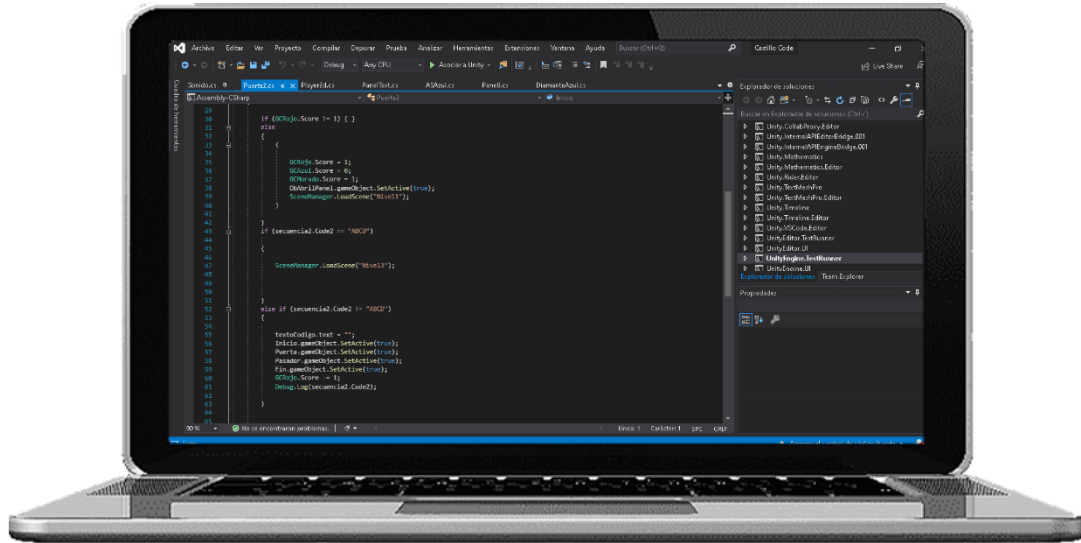 Archivo Editar Ver Proyecto Compilar Depurar Prueba Analizar Herramientas Extensiones Ventana Ayuda Buscar (Ctrl+Q) Castillo Code
Debug Any CPU Asociar a Unity Live Share
Sonido.cs Puerta2.cs Player2d.cs PanelText.cs ASAzul.cs Panel1.cs DiamanteAzul.cs
Cuadro de herramientas
Assembly-CSharp Puerta2 Inicio
29
30 if (GCRojo.Score != 1) { }
31 else
32 {
33 {
34
35 GCRojo.Score = 1;
36 GCAzul.Score = 0;
37 GCMorado.Score = 1;
38 ObAbrilPanel.gameObject.SetActive(true);
39 SceneManager.LoadScene("Nivel1");
40 }
41
42 }
43 if (secuencia2.Code2 == "ABCD")
44
45 {
46
47 SceneManager.LoadScene("Nivel3");
48
49
50
51 }
52 else if (secuencia2.Code2 != "ABCD")
53 {
54
55 textoCodigo.text = "";
56 Inicio.gameObject.SetActive(true);
57 Puerta.gameObject.SetActive(true);
58 Pasador.gameObject.SetActive(true);
59 Fin.gameObject.SetActive(true);
60 GCRojo.Score -= 1;
61 Debug.Log(secuencia2.Code2);
62
63 }
64
65
90 % No se encontraron problemas. Línea: 1 Carácter: 1 SPC CRLF
Explorador de soluciones
Buscar en Explorador de soluciones (Ctrl+')
Unity.CollabProxy.Editor
Unity.InternalAPIEditorBridge.001
Unity.InternalAPIEngineBridge.001
Unity.Mathematics
Unity.Mathematics.Editor
Unity.Rider.Editor
Unity.TextMeshPro
Unity.TextMeshPro.Editor
Unity.Timeline
Unity.Timeline.Editor
Unity.VSCode.Editor
UnityEditor.TestRunner
UnityEditor.UI
UnityEngine.TestRunner
UnityEngine.UI
Explorador de soluciones Team Explorer
Propiedades